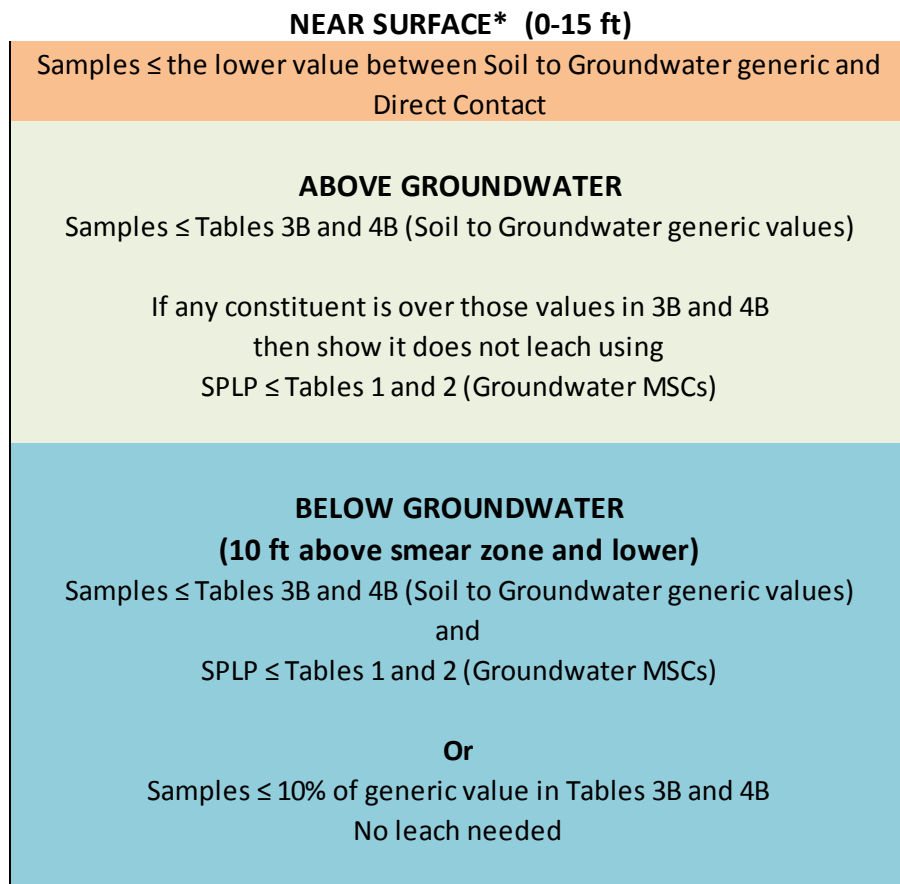 NEAR SURFACE* (0-15 ft)
Samples ≤ the lower value between Soil to Groundwater generic and
Direct Contact
ABOVE GROUNDWATER
Samples ≤ Tables 3B and 4B (Soil to Groundwater generic values)
If any constituent is over those values in 3B and 4B
then show it does not leach using
SPLP ≤ Tables 1 and 2 (Groundwater MSCs)
BELOW GROUNDWATER
(10 ft above smear zone and lower)
Samples ≤ Tables 3B and 4B (Soil to Groundwater generic values)
and
SPLP ≤ Tables 1 and 2 (Groundwater MSCs)
Or
Samples ≤ 10% of generic value in Tables 3B and 4B
No leach needed